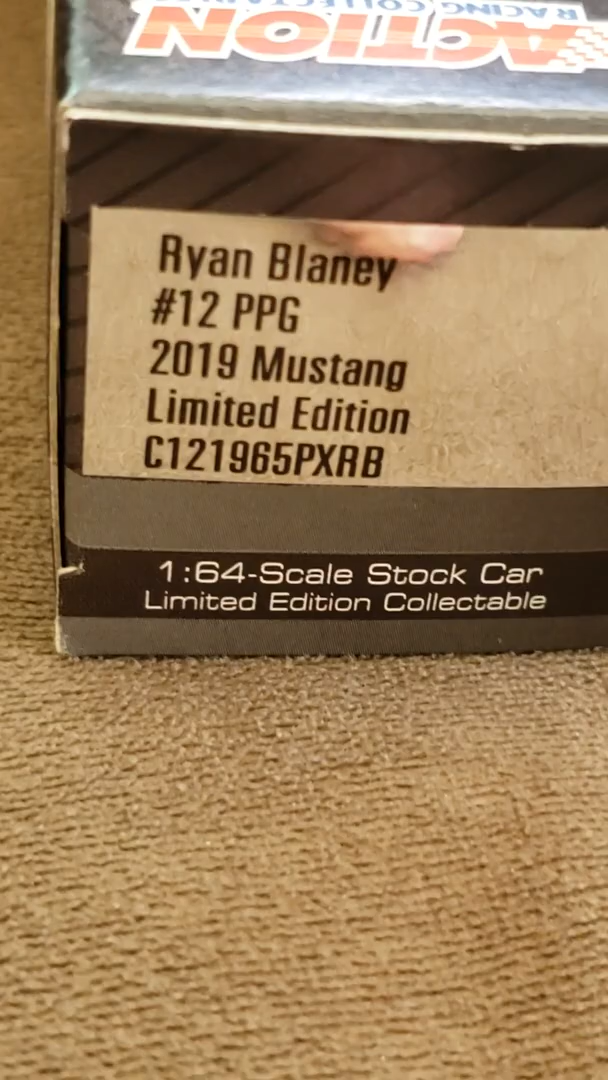 ACTION
RACING COLLECTABLES
Ryan Blaney
#12 PPG
2019 Mustang
Limited Edition
C121965PXRB
1:64-Scale Stock Car
Limited Edition Collectable